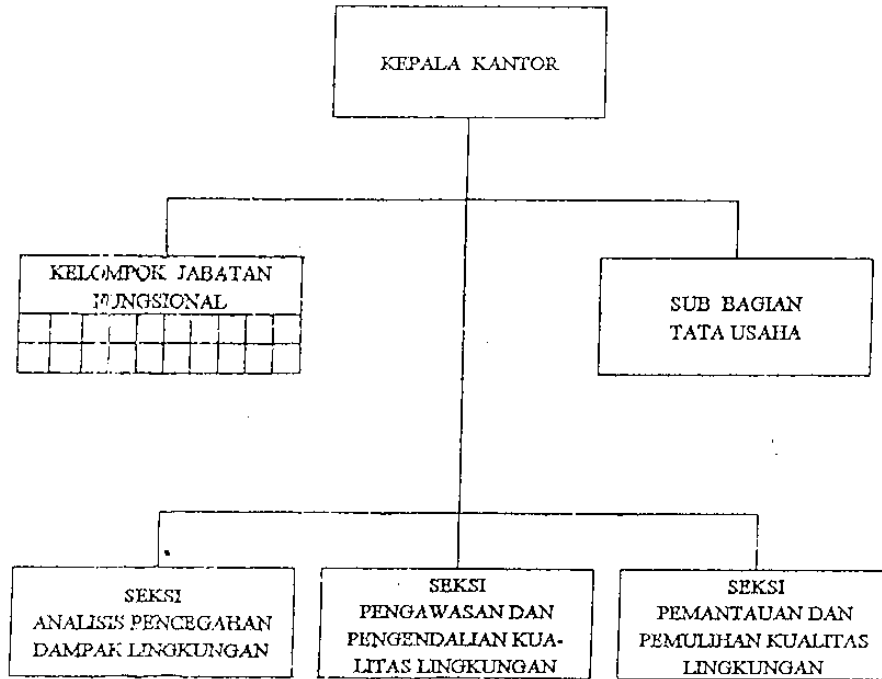 KEPALA KANTOR
KELOMPOK JABATAN
FUNGSIONAL
SUB BAGIAN
TATA USAHA
SEKSI
ANALISIS PENCEGAHAN
DAMPAK LINGKUNGAN
SEKSI
PENGAWASAN DAN
PENGENDALIAN KUA-
LITAS LINGKUNGAN
SEKSI
PEMANTAUAN DAN
PEMULIHAN KUALITAS
LINGKUNGAN